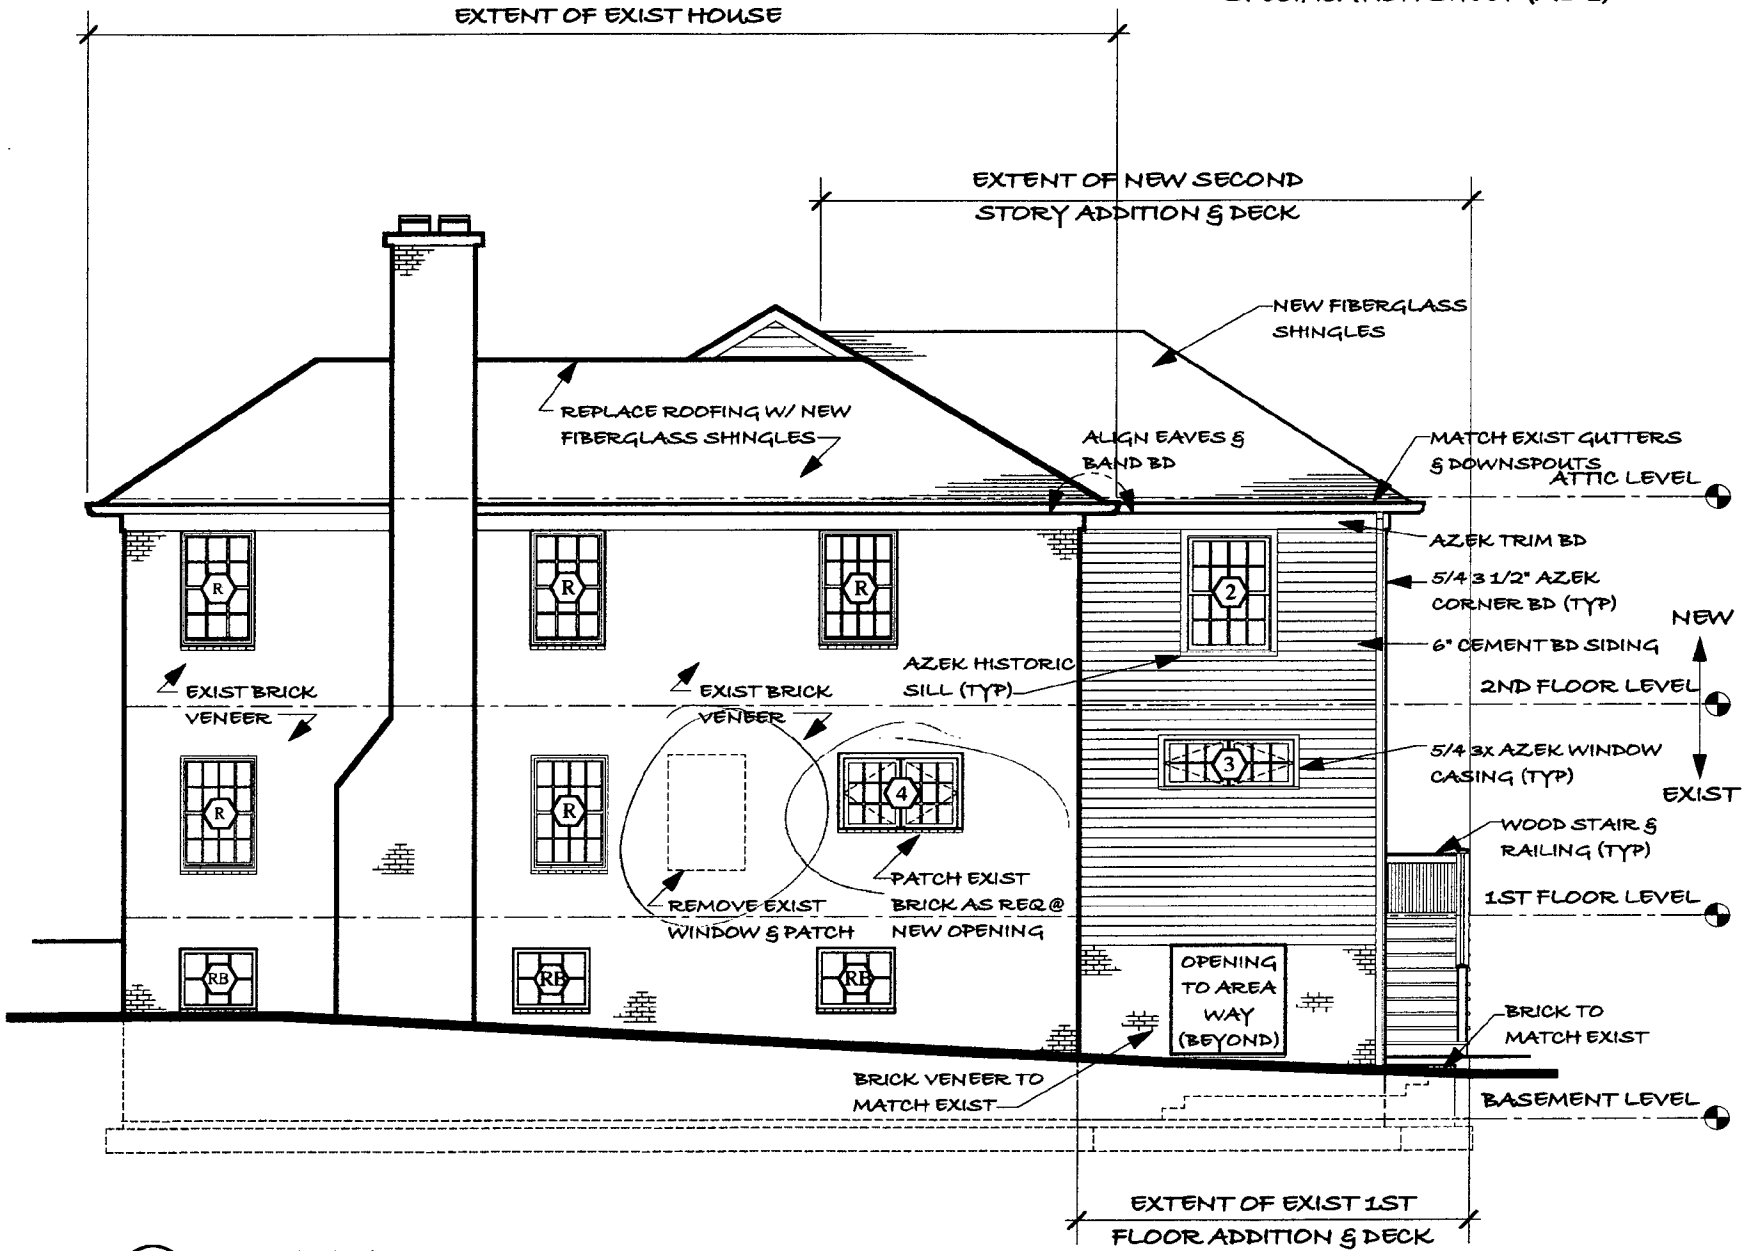 EXTENT OF EXIST HOUSE
EXTENT OF NEW SECOND
STORY ADDITION & DECK
NEW FIBERGLASS
SHINGLES
REPLACE ROOFING W/ NEW
FIBERGLASS SHINGLES
ALIGN EAVES &
BAND BD
MATCH EXIST GUTTERS
& DOWNSPOUTS
ATTIC LEVEL
AZEK TRIM BD
5/4 3 1/2" AZEK
CORNER BD (TYP)
NEW
6" CEMENT BD SIDING
R
R
R
2
AZEK HISTORIC
SILL (TYP)
EXIST BRICK
VENEER
EXIST BRICK
VENEER
2ND FLOOR LEVEL
5/4 3X AZEK WINDOW
CASING (TYP)
EXIST
R
R
4
3
WOOD STAIR &
RAILING (TYP)
PATCH EXIST
BRICK AS REQ @
NEW OPENING
REMOVE EXIST
WINDOW & PATCH
1ST FLOOR LEVEL
RB
RB
RB
OPENING
TO AREA
WAY
(BEYOND)
BRICK TO
MATCH EXIST
BRICK VENEER TO
MATCH EXIST
BASEMENT LEVEL
EXTENT OF EXIST 1ST
FLOOR ADDITION & DECK